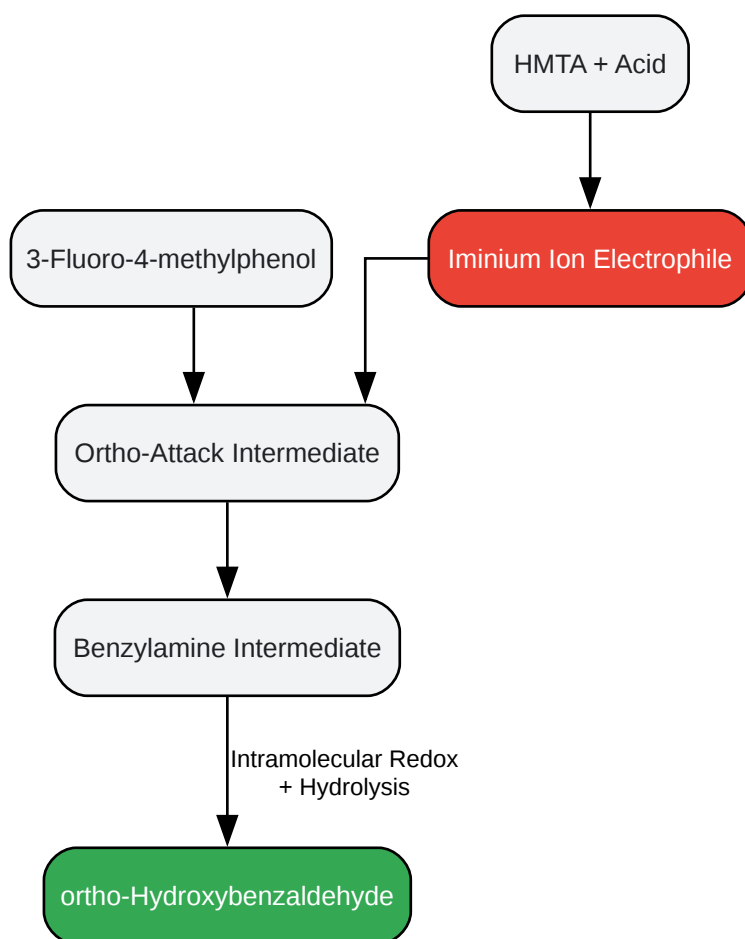 HMTA + Acid
3-Fluoro-4-methylphenol
Iminium Ion Electrophile
Ortho-Attack Intermediate
Benzylamine Intermediate
Intramolecular Redox
+ Hydrolysis
ortho-Hydroxybenzaldehyde